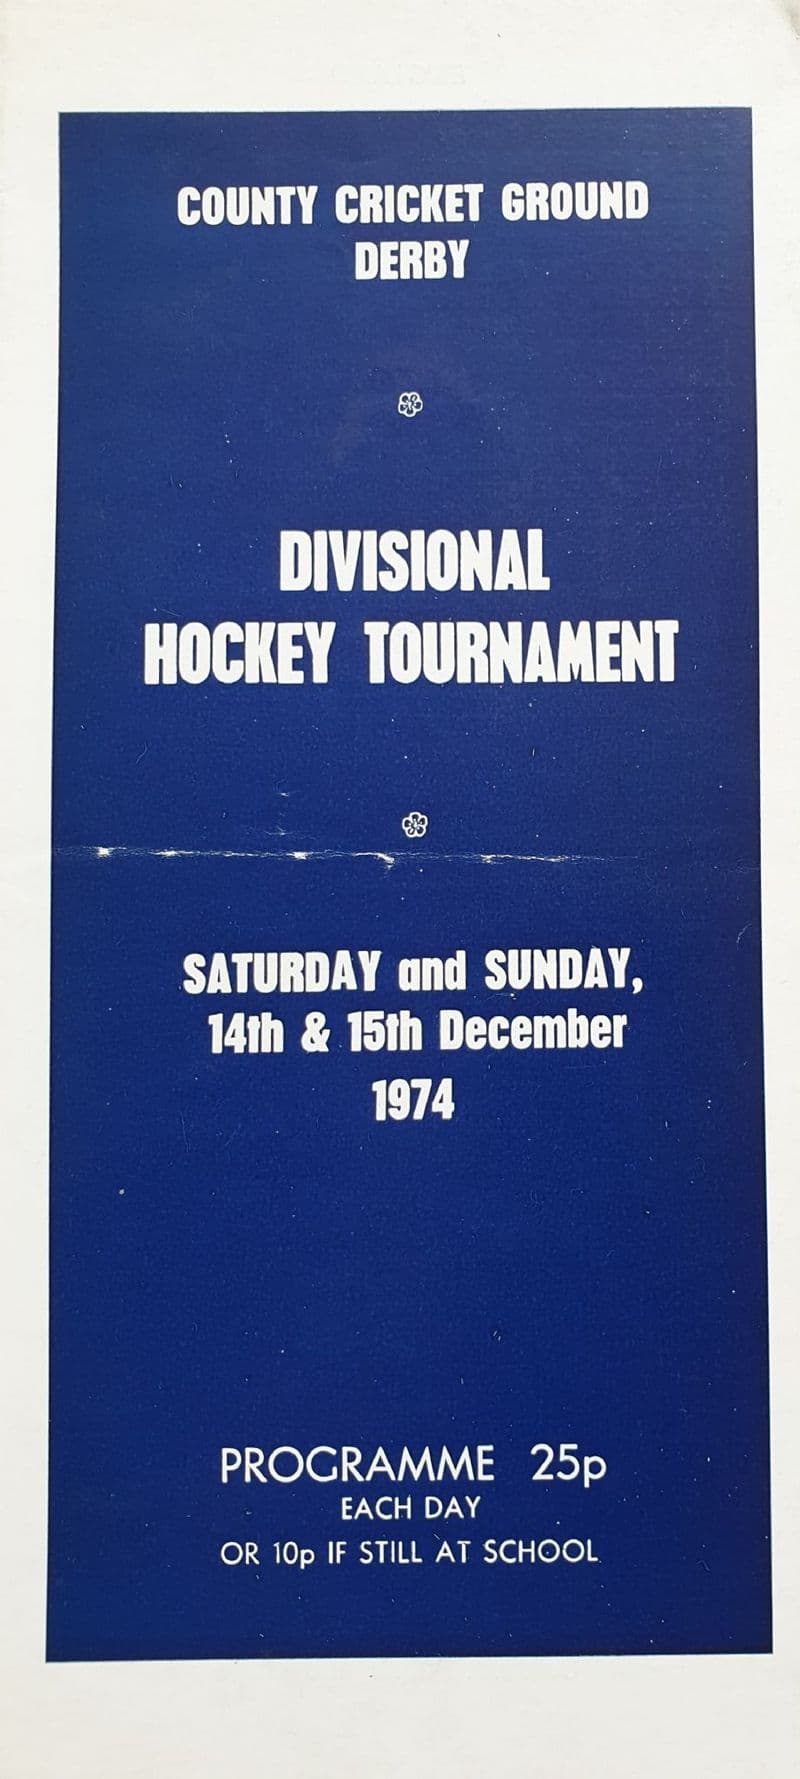 COUNTY CRICKET GROUND
DERBY
DIVISIONAL
HOCKEY TOURNAMENT
SATURDAY and SUNDAY,
14th & 15th December
1974
PROGRAMME 25p
EACH DAY
OR 10p IF STILL AT SCHOOL